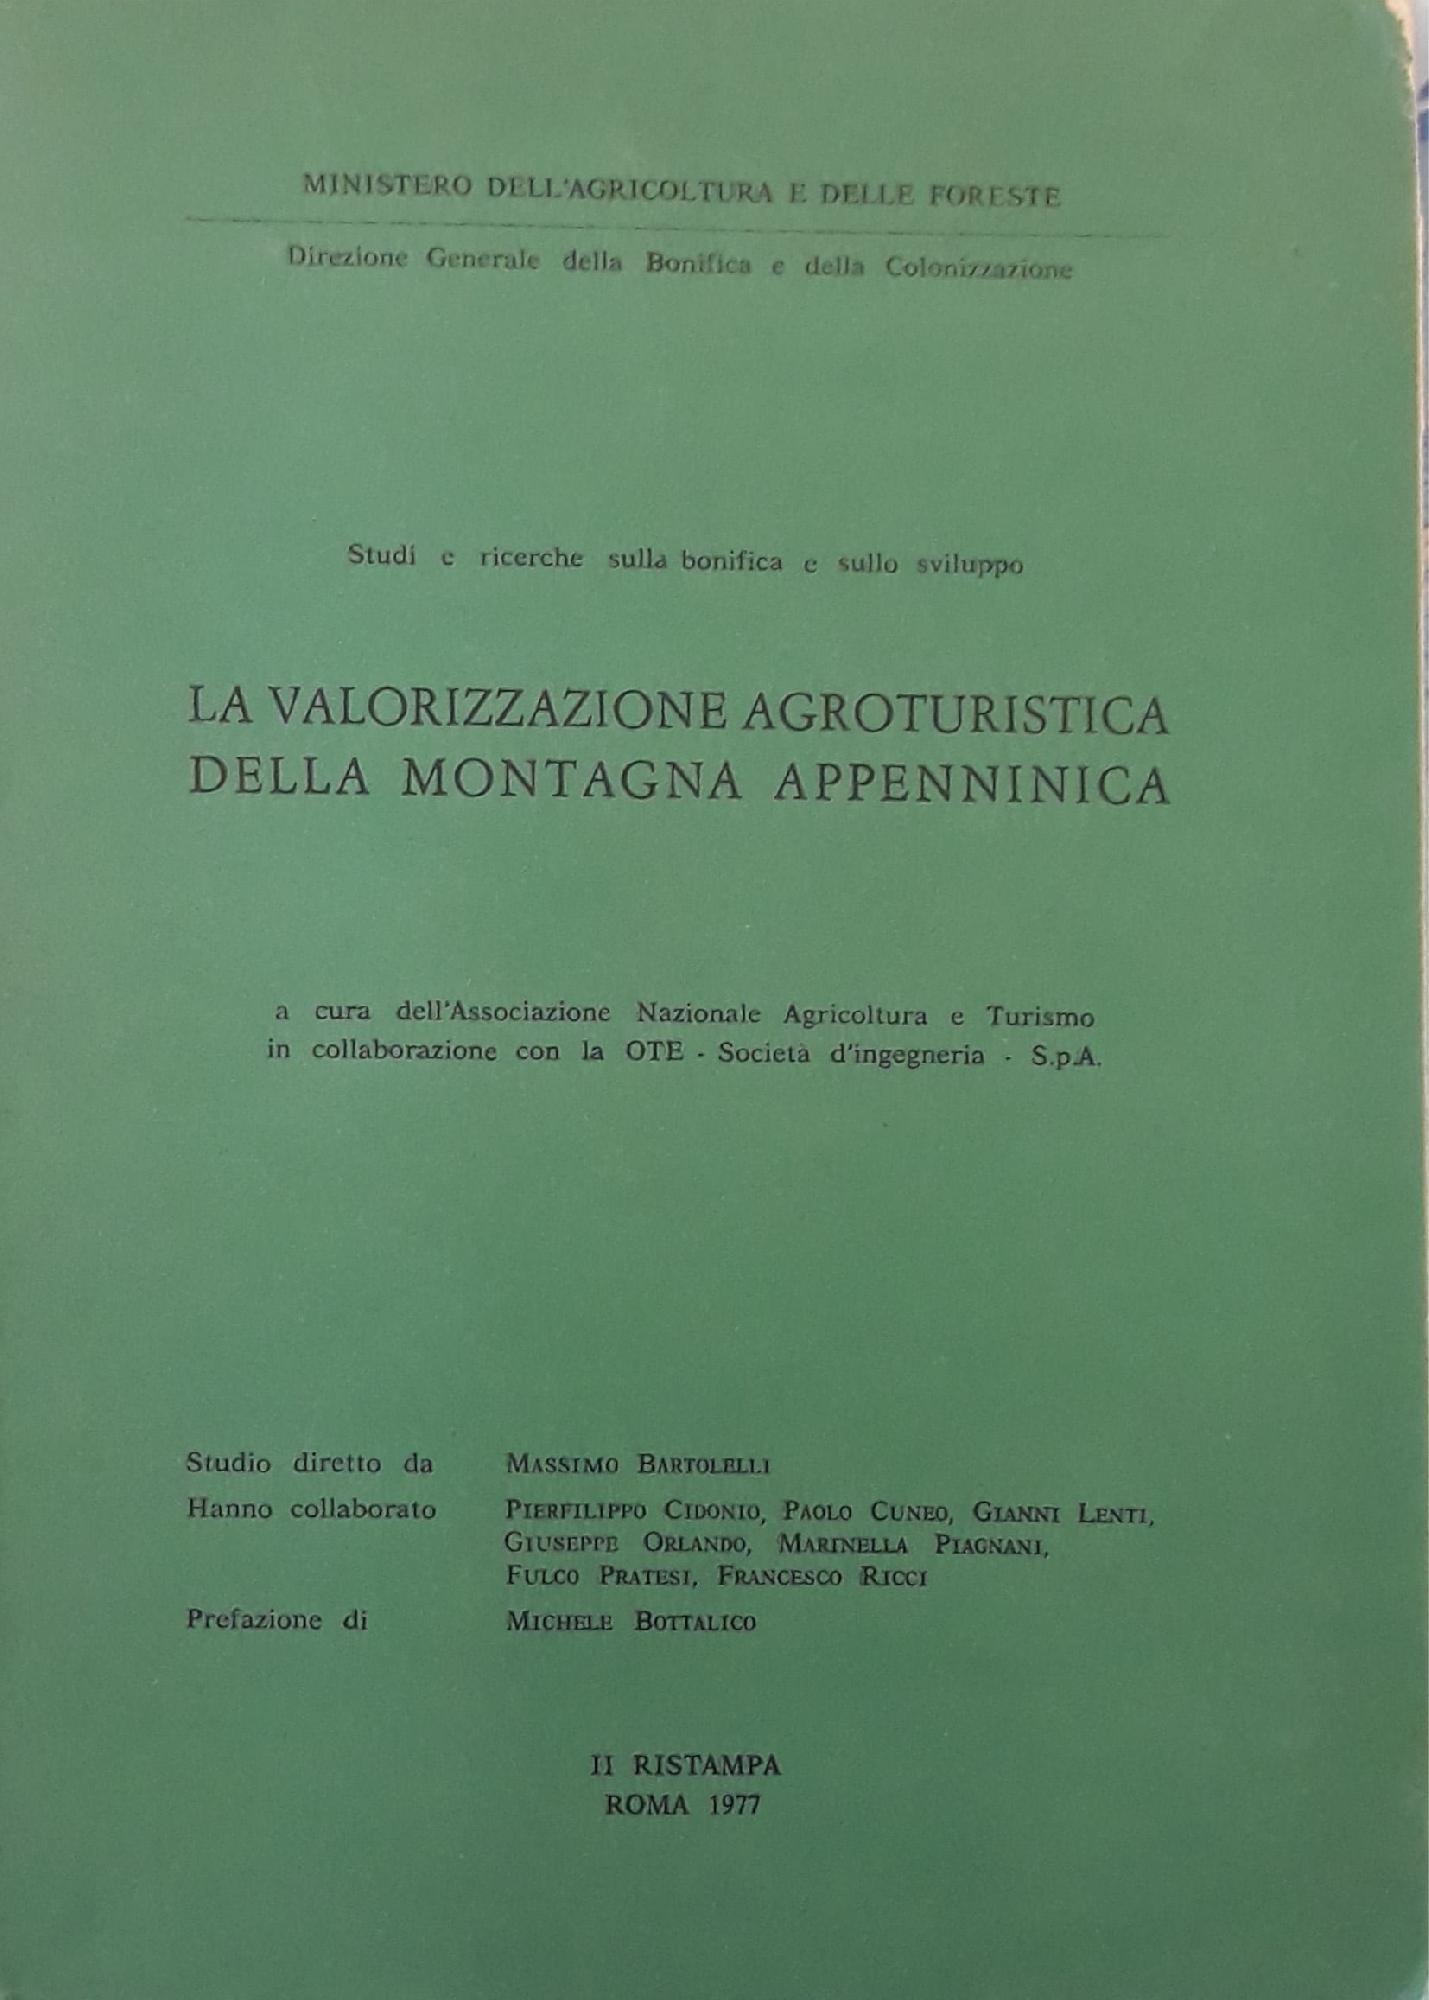 MINISTERO DELL'AGRICOLTURA E DELLE FORESTE
Direzione Generale della Bonifica e della Colonizzazione
Studi e ricerche sulla bonifica e sullo sviluppo
LA VALORIZZAZIONE AGROTURISTICA
DELLA MONTAGNA APPENNINICA
a cura dell'Associazione Nazionale Agricoltura e Turismo
in collaborazione con la OTE - Società d'ingegneria - S.p.A.
Studio diretto da MASSIMO BARTOLELLI
Hanno collaborato PIERFILIPPO CIDONIO, PAOLO CUNEO, GIANNI LENTI,
GIUSEPPE ORLANDO, MARINELLA PIAGNANI,
FULCO PRATESI, FRANCESCO RICCI
Prefazione di MICHELE BOTTALICO
II RISTAMPA
ROMA 1977